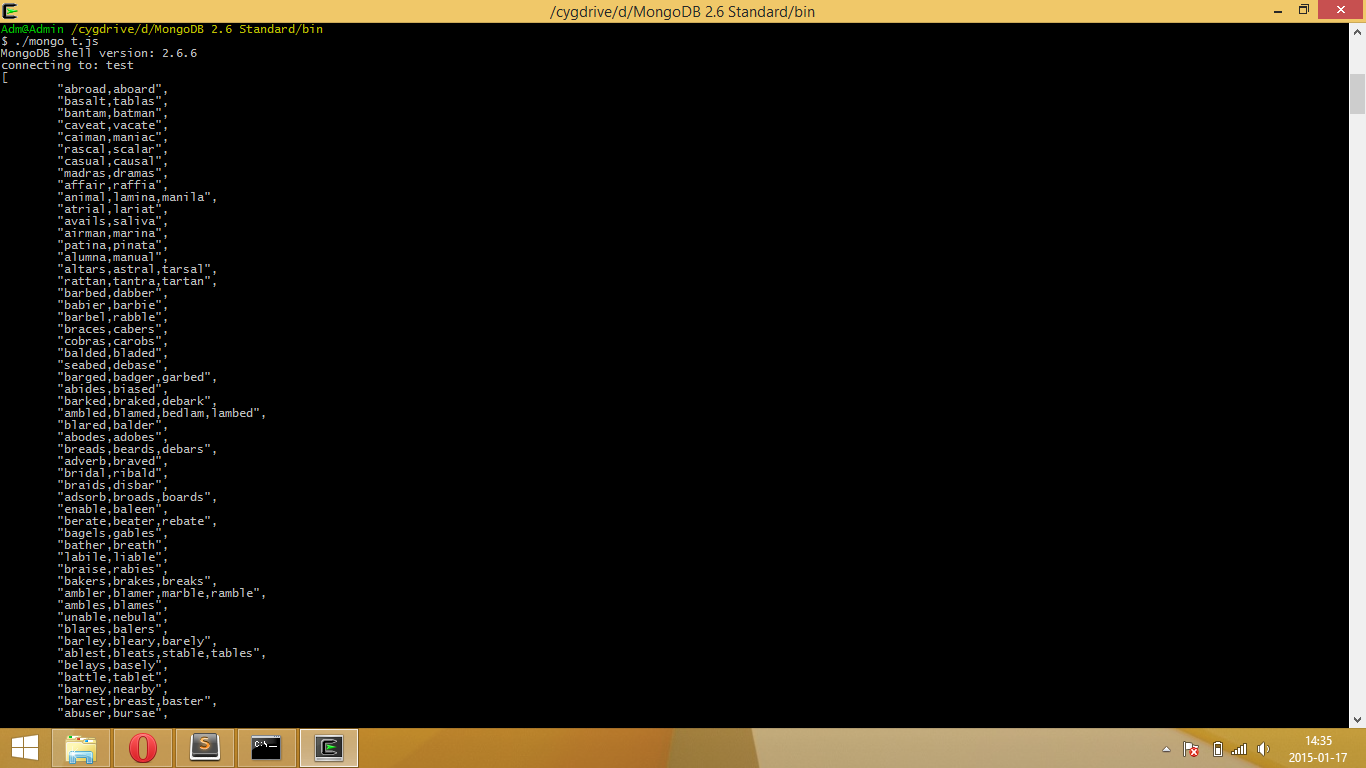 /cygdrive/d/MongoDB 2.6 Standard/bin
Adm@Admin /cygdrive/d/MongoDB 2.6 Standard/bin
$ ./mongo t.js
MongoDB shell version: 2.6.6
connecting to: test
[
"abroad,aboard",
"basalt,tablas",
"bantam,batman",
"caveat,vacate",
"caiman,maniac",
"rascal,scalar",
"casual,causal",
"madras,dramas",
"affair,raffia",
"animal,lamina,manila",
"atrial,lariat",
"avails,saliva",
"airman,marina",
"patina,pinata",
"alumna,manual",
"altars,astral,tarsal",
"rattan,tantra,tartan",
"barbed,dabber",
"babier,barbie",
"barbel,rabble",
"braces,cabers",
"cobras,carobs",
"balded,bladed",
"seabed,debase",
"barged,badger,garbed",
"abides,biased",
"barked,braked,debark",
"ambled,blamed,bedlam,lambed",
"blared,balder",
"abodes,adobes",
"breads,beards,debars",
"adverb,braved",
"bridal,ribald",
"braids,disbar",
"adsorb,broads,boards",
"enable,baleen",
"berate,beater,rebate",
"bagels,gables",
"bather,breath",
"labile,liable",
"braise,rabies",
"bakers,brakes,breaks",
"ambler,blamer,marble,ramble",
"ambles,blames",
"unable,nebula",
"blares,balers",
"barley,bleary,barely",
"ablest,bleats,stable,tables",
"belays,basely",
"battle,tablet",
"barney,nearby",
"barest,breast,baster",
"abuser,bursae",
C:\_
14:35
2015-01-17